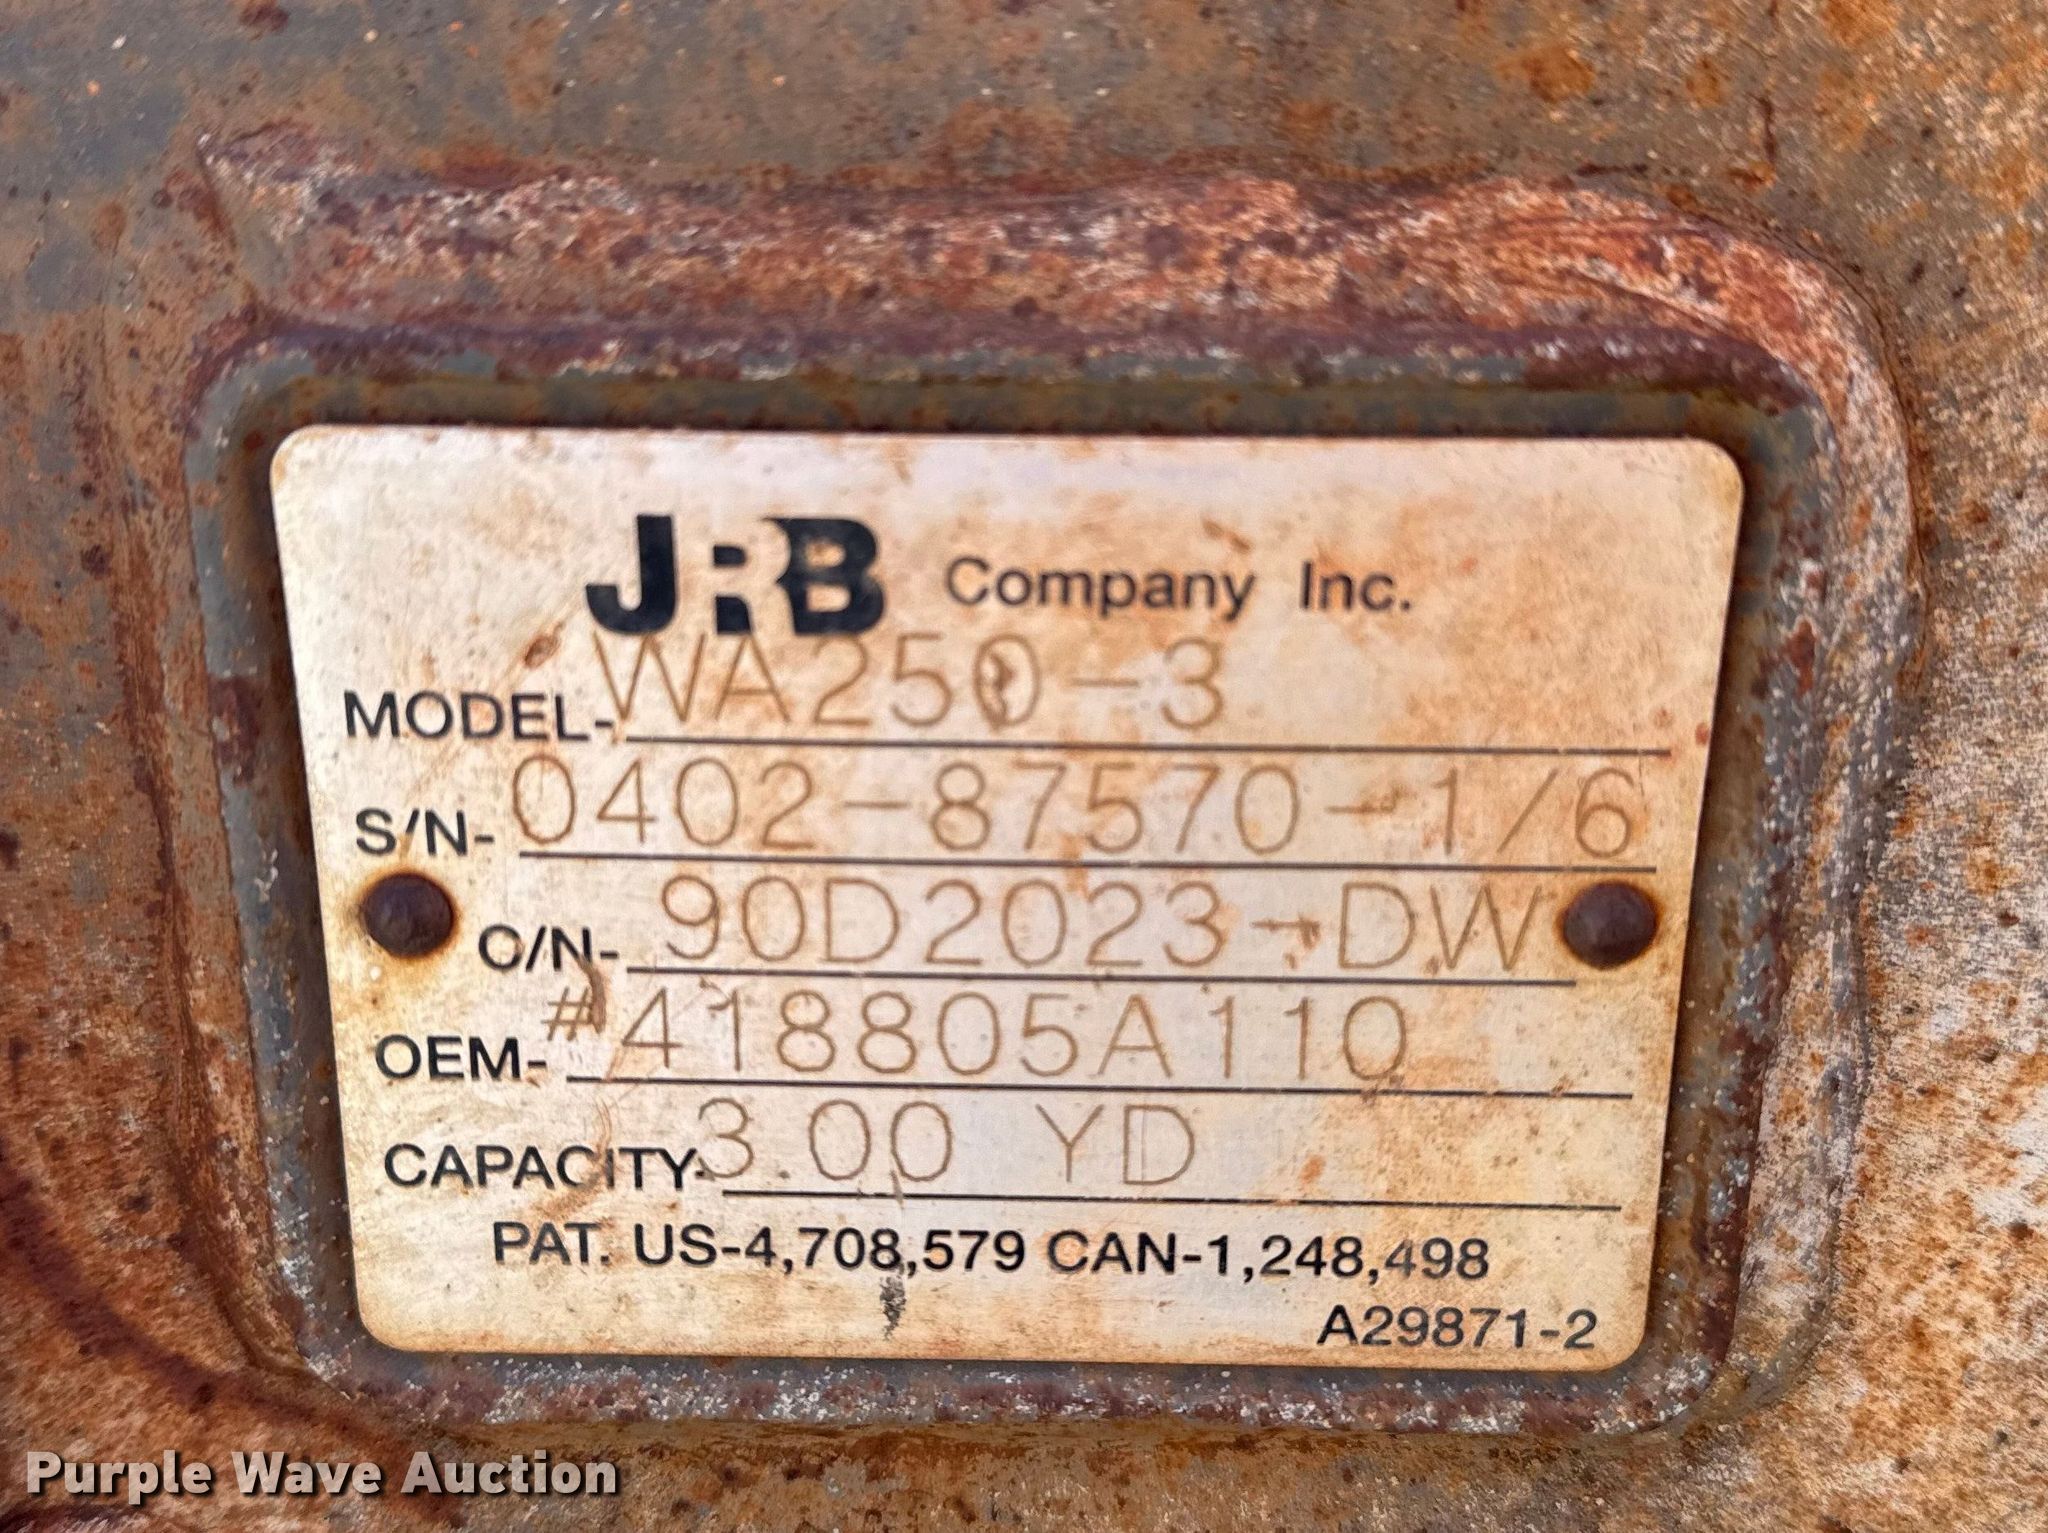 JRB Company Inc.
MODEL- WA250-3
S/N- 0402-87570-1/6
C/N- 90D2023-DW
OEM- #418805A110
CAPACITY- 3.00 YD
PAT. US-4,708,579 CAN-1,248,498
A29871-2
Purple Wave Auction